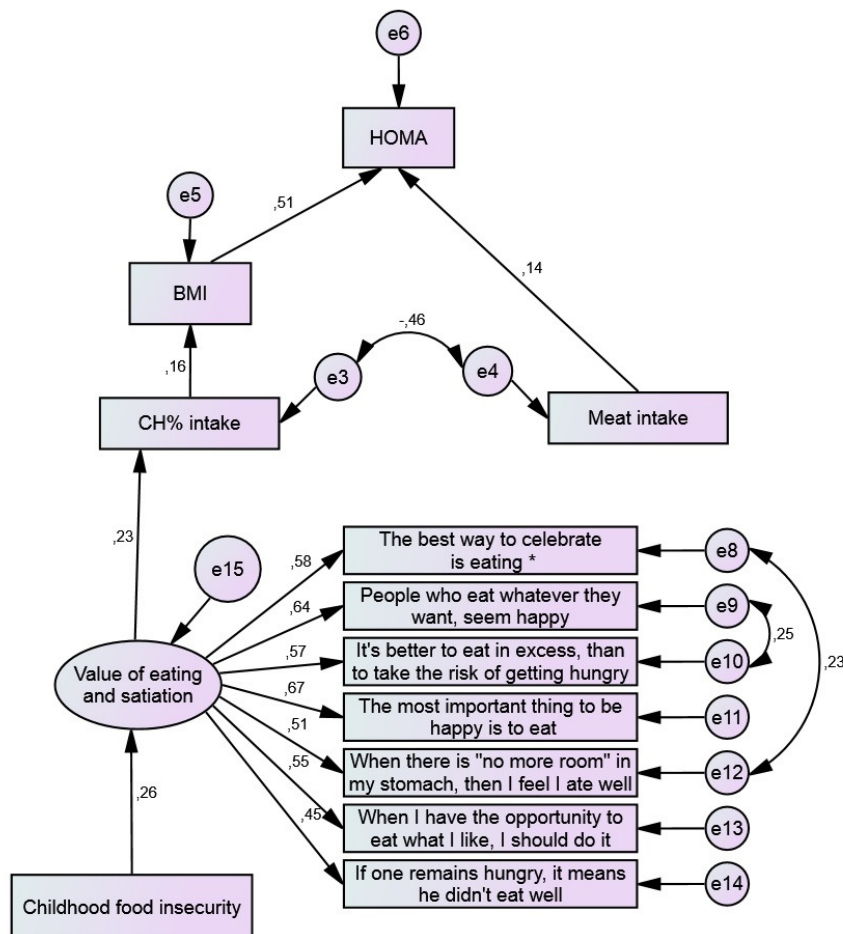 e6
HOMA
e5
,51
BMI
,14
-,46
,16
e3
e4
CH% intake
Meat intake
,23
e15
,58
The best way to celebrate
is eating *
e8
,64
People who eat whatever they
want, seem happy
e9
,25
,57
It's better to eat in excess, than
to take the risk of getting hungry
e10
,23
Value of eating
and satiation
,67
The most important thing to be
happy is to eat
e11
,51
When there is "no more room" in
my stomach, then I feel I ate well
e12
,55
When I have the opportunity to
eat what I like, I should do it
e13
,45
If one remains hungry, it means
he didn't eat well
e14
,26
Childhood food insecurity